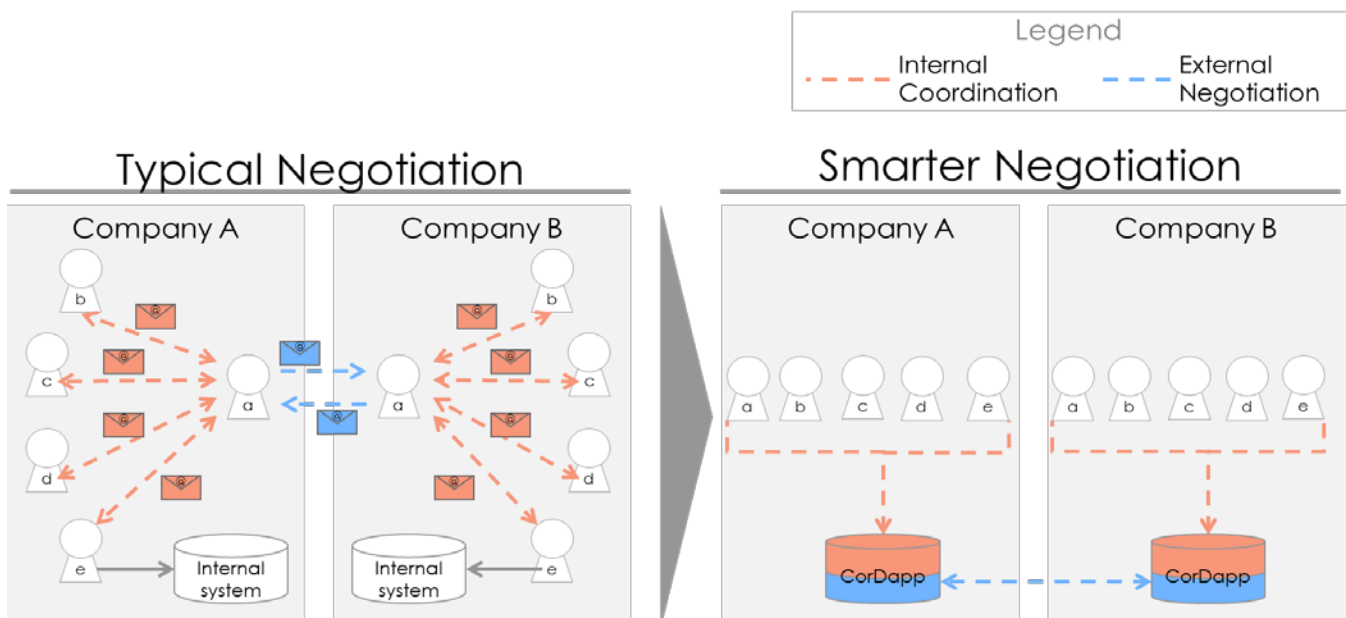 Legend
Internal
Coordination
External
Negotiation
Typical Negotiation
Smarter Negotiation
Company A
Company B
Company A
Company B
b
@
@
b
@
@
@
c
a
a
@
c
@
@
d
@
@
d
e
Internal
system
Internal
system
e
a
b
c
d
e
a
b
c
d
e
CorDapp
CorDapp